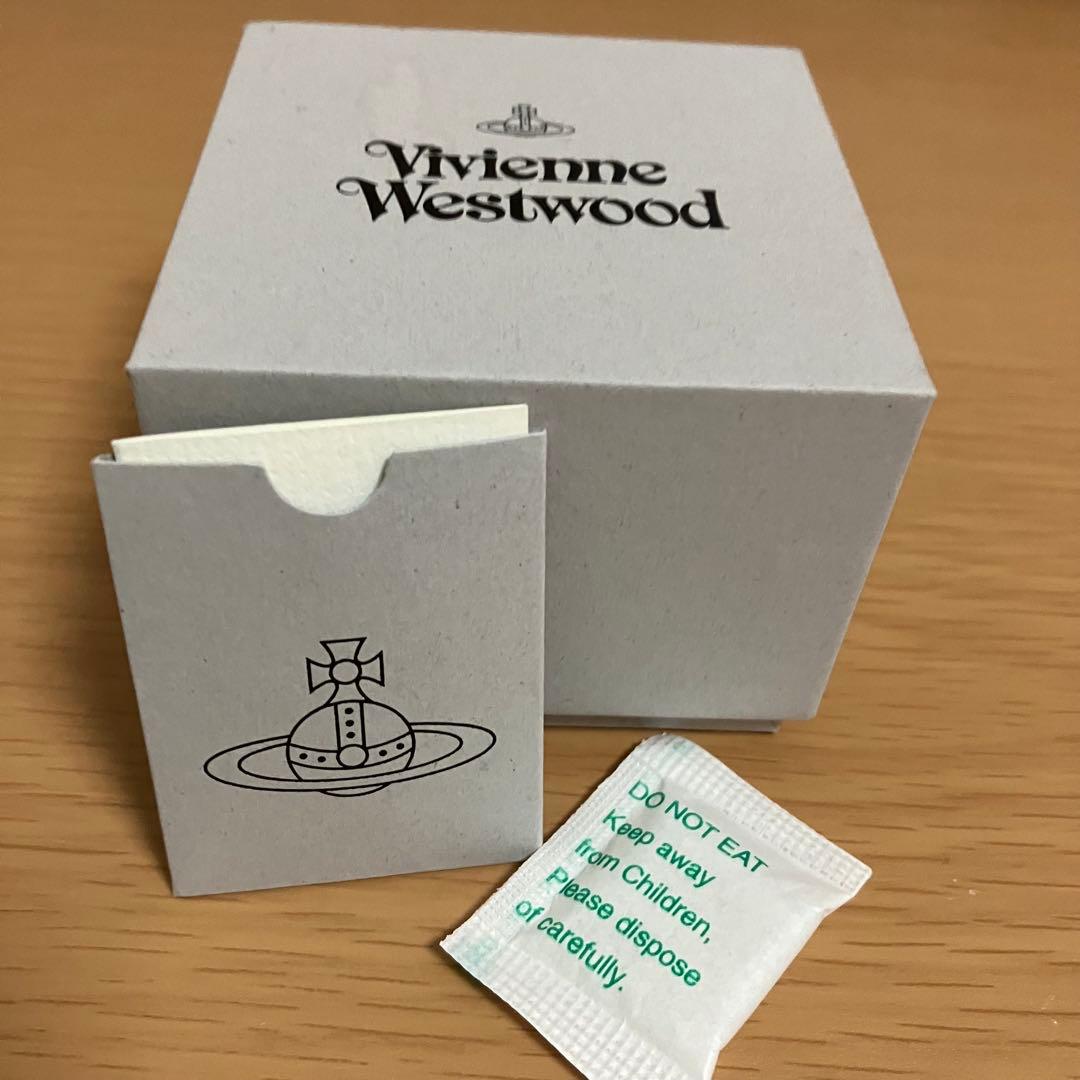 Vivienne
Westwood
DO NOT EAT
Keep away
from Children,
Please dispose
of carefully.